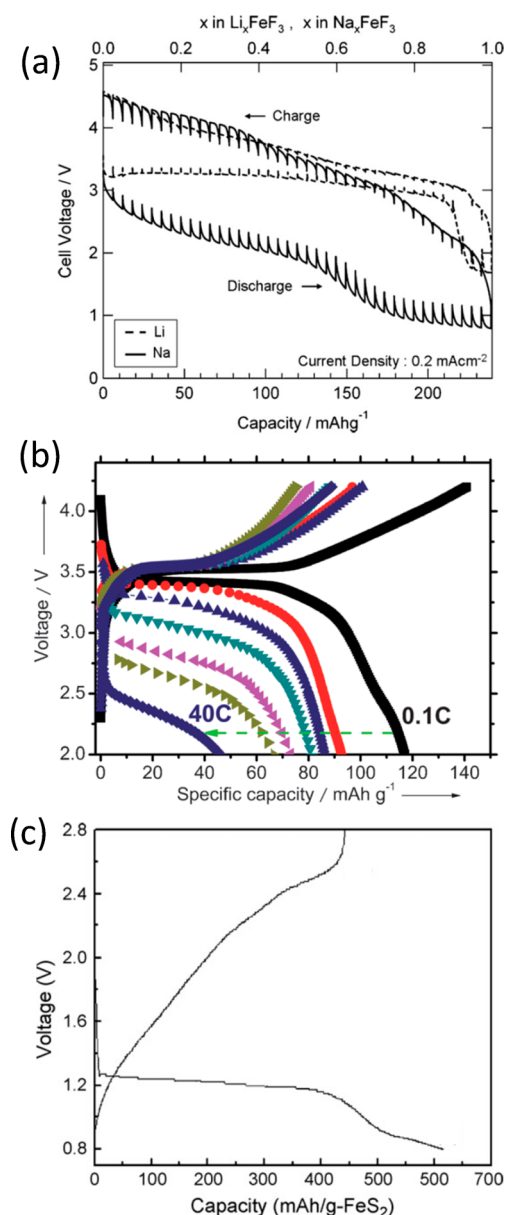 x in LiₓFeF₃ , x in NaₓFeF₃
0.0 0.2 0.4 0.6 0.8 1.0
(a)
5
4
3
2
1
0
Cell Voltage / V
Charge
Discharge
Li
Na
Current Density : 0.2 mAcm⁻²
0 50 100 150 200
Capacity / mAhg⁻¹
(b)
4.0
3.5
3.0
2.5
2.0
Voltage / V
40C
0.1C
0 20 40 60 80 100 120 140
Specific capacity / mAh g⁻¹
(c)
2.8
2.4
2.0
1.6
1.2
0.8
Voltage (V)
0 100 200 300 400 500 600 700
Capacity (mAh/g-FeS₂)